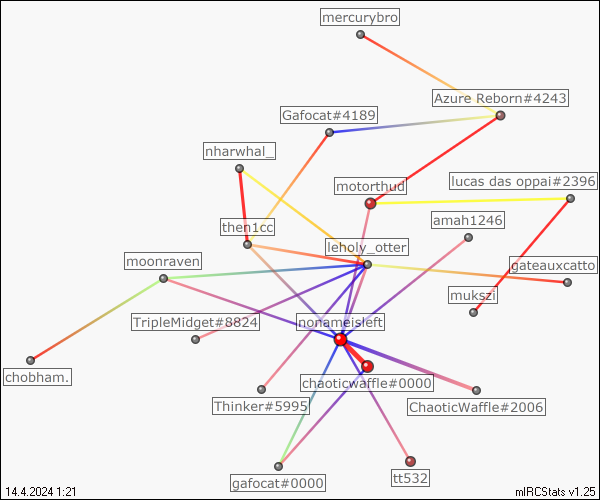 mercurybro
Azure Reborn#4243
Gafocat#4189
nharwhal_
motorthud
lucas das oppai#2396
amah1246
then1cc
leholy_otter
moonraven
gateauxcatto
mukszi
TripleMidget#8824
nonameisleft
chobham.
chaoticwaffle#0000
Thinker#5995
ChaoticWaffle#2006
gafocat#0000
tt532
14.4.2024 1:21
mIRCStats v1.25